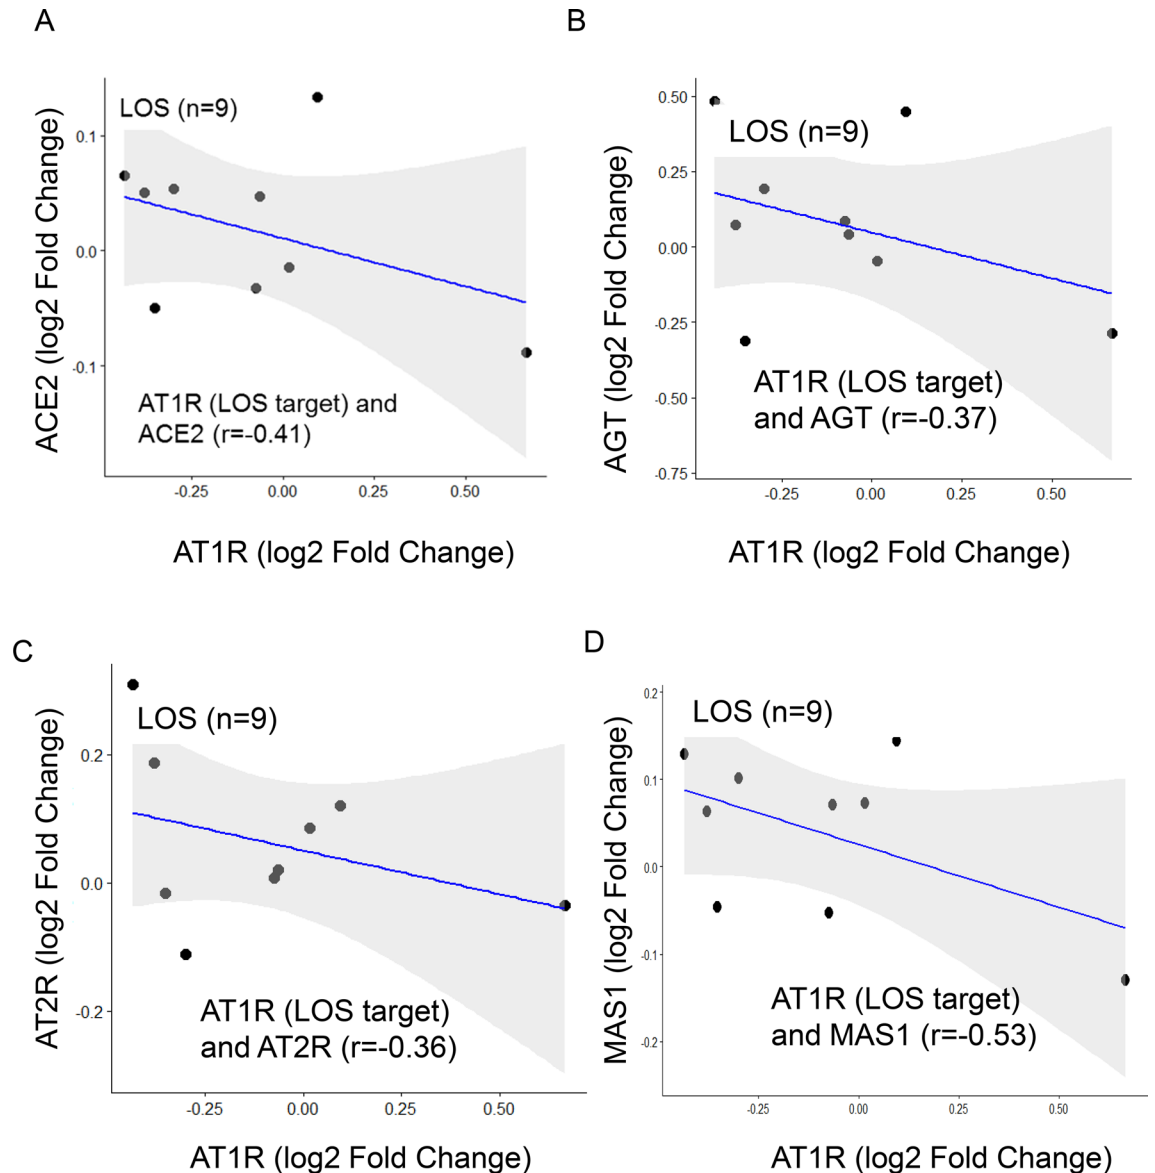 A
ACE2 (log2 Fold Change)
LOS (n=9)
0.1
0.0
-0.1
AT1R (LOS target) and
ACE2 (r=-0.41)
-0.25
0.00
0.25
0.50
AT1R (log2 Fold Change)
B
AGT (log2 Fold Change)
0.50
0.25
0.00
-0.25
-0.50
-0.75
LOS (n=9)
AT1R (LOS target)
and AGT (r=-0.37)
-0.25
0.00
0.25
0.50
AT1R (log2 Fold Change)
C
AT2R (log2 Fold Change)
LOS (n=9)
0.2
0.0
-0.2
AT1R (LOS target)
and AT2R (r=-0.36)
-0.25
0.00
0.25
0.50
AT1R (log2 Fold Change)
D
MAS1 (log2 Fold Change)
0.2
0.1
0.0
-0.1
-0.2
LOS (n=9)
AT1R (LOS target)
and MAS1 (r=-0.53)
-0.25
0.00
0.25
0.50
AT1R (log2 Fold Change)